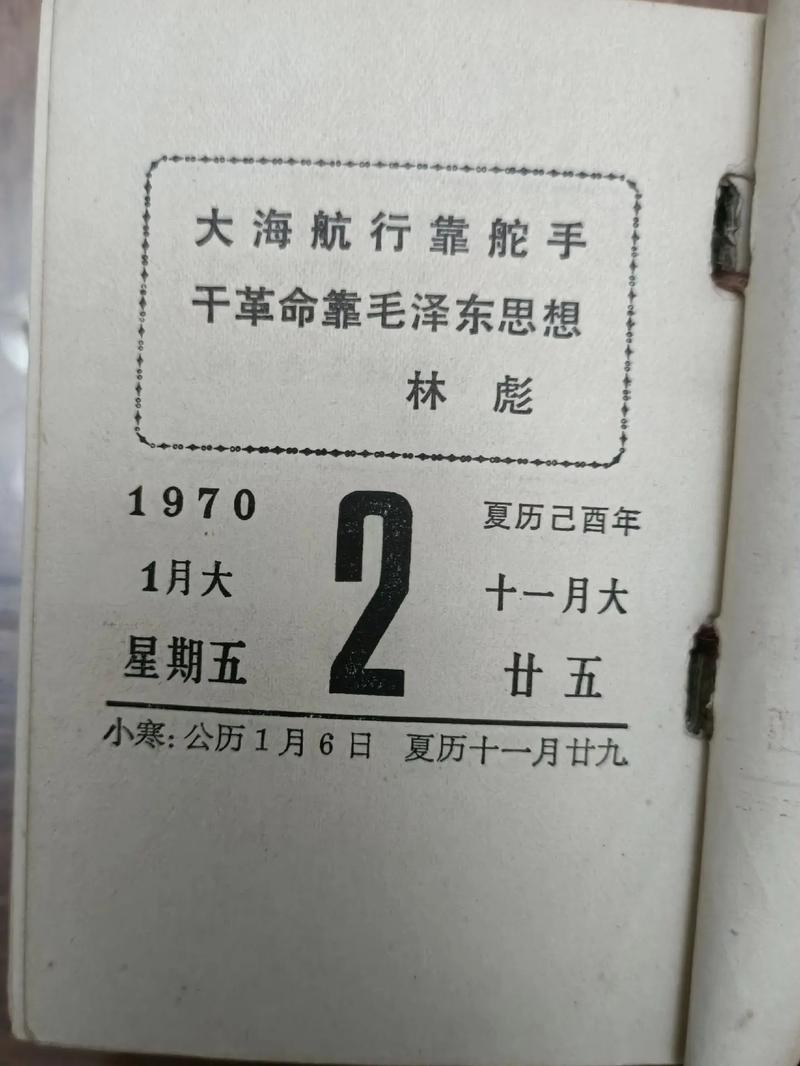 大海航行靠舵手
干革命靠毛泽东思想
林彪
1970
1月大
星期五
2
夏历己酉年
十一月大
廿五
小寒:公历1月6日 夏历十一月廿九